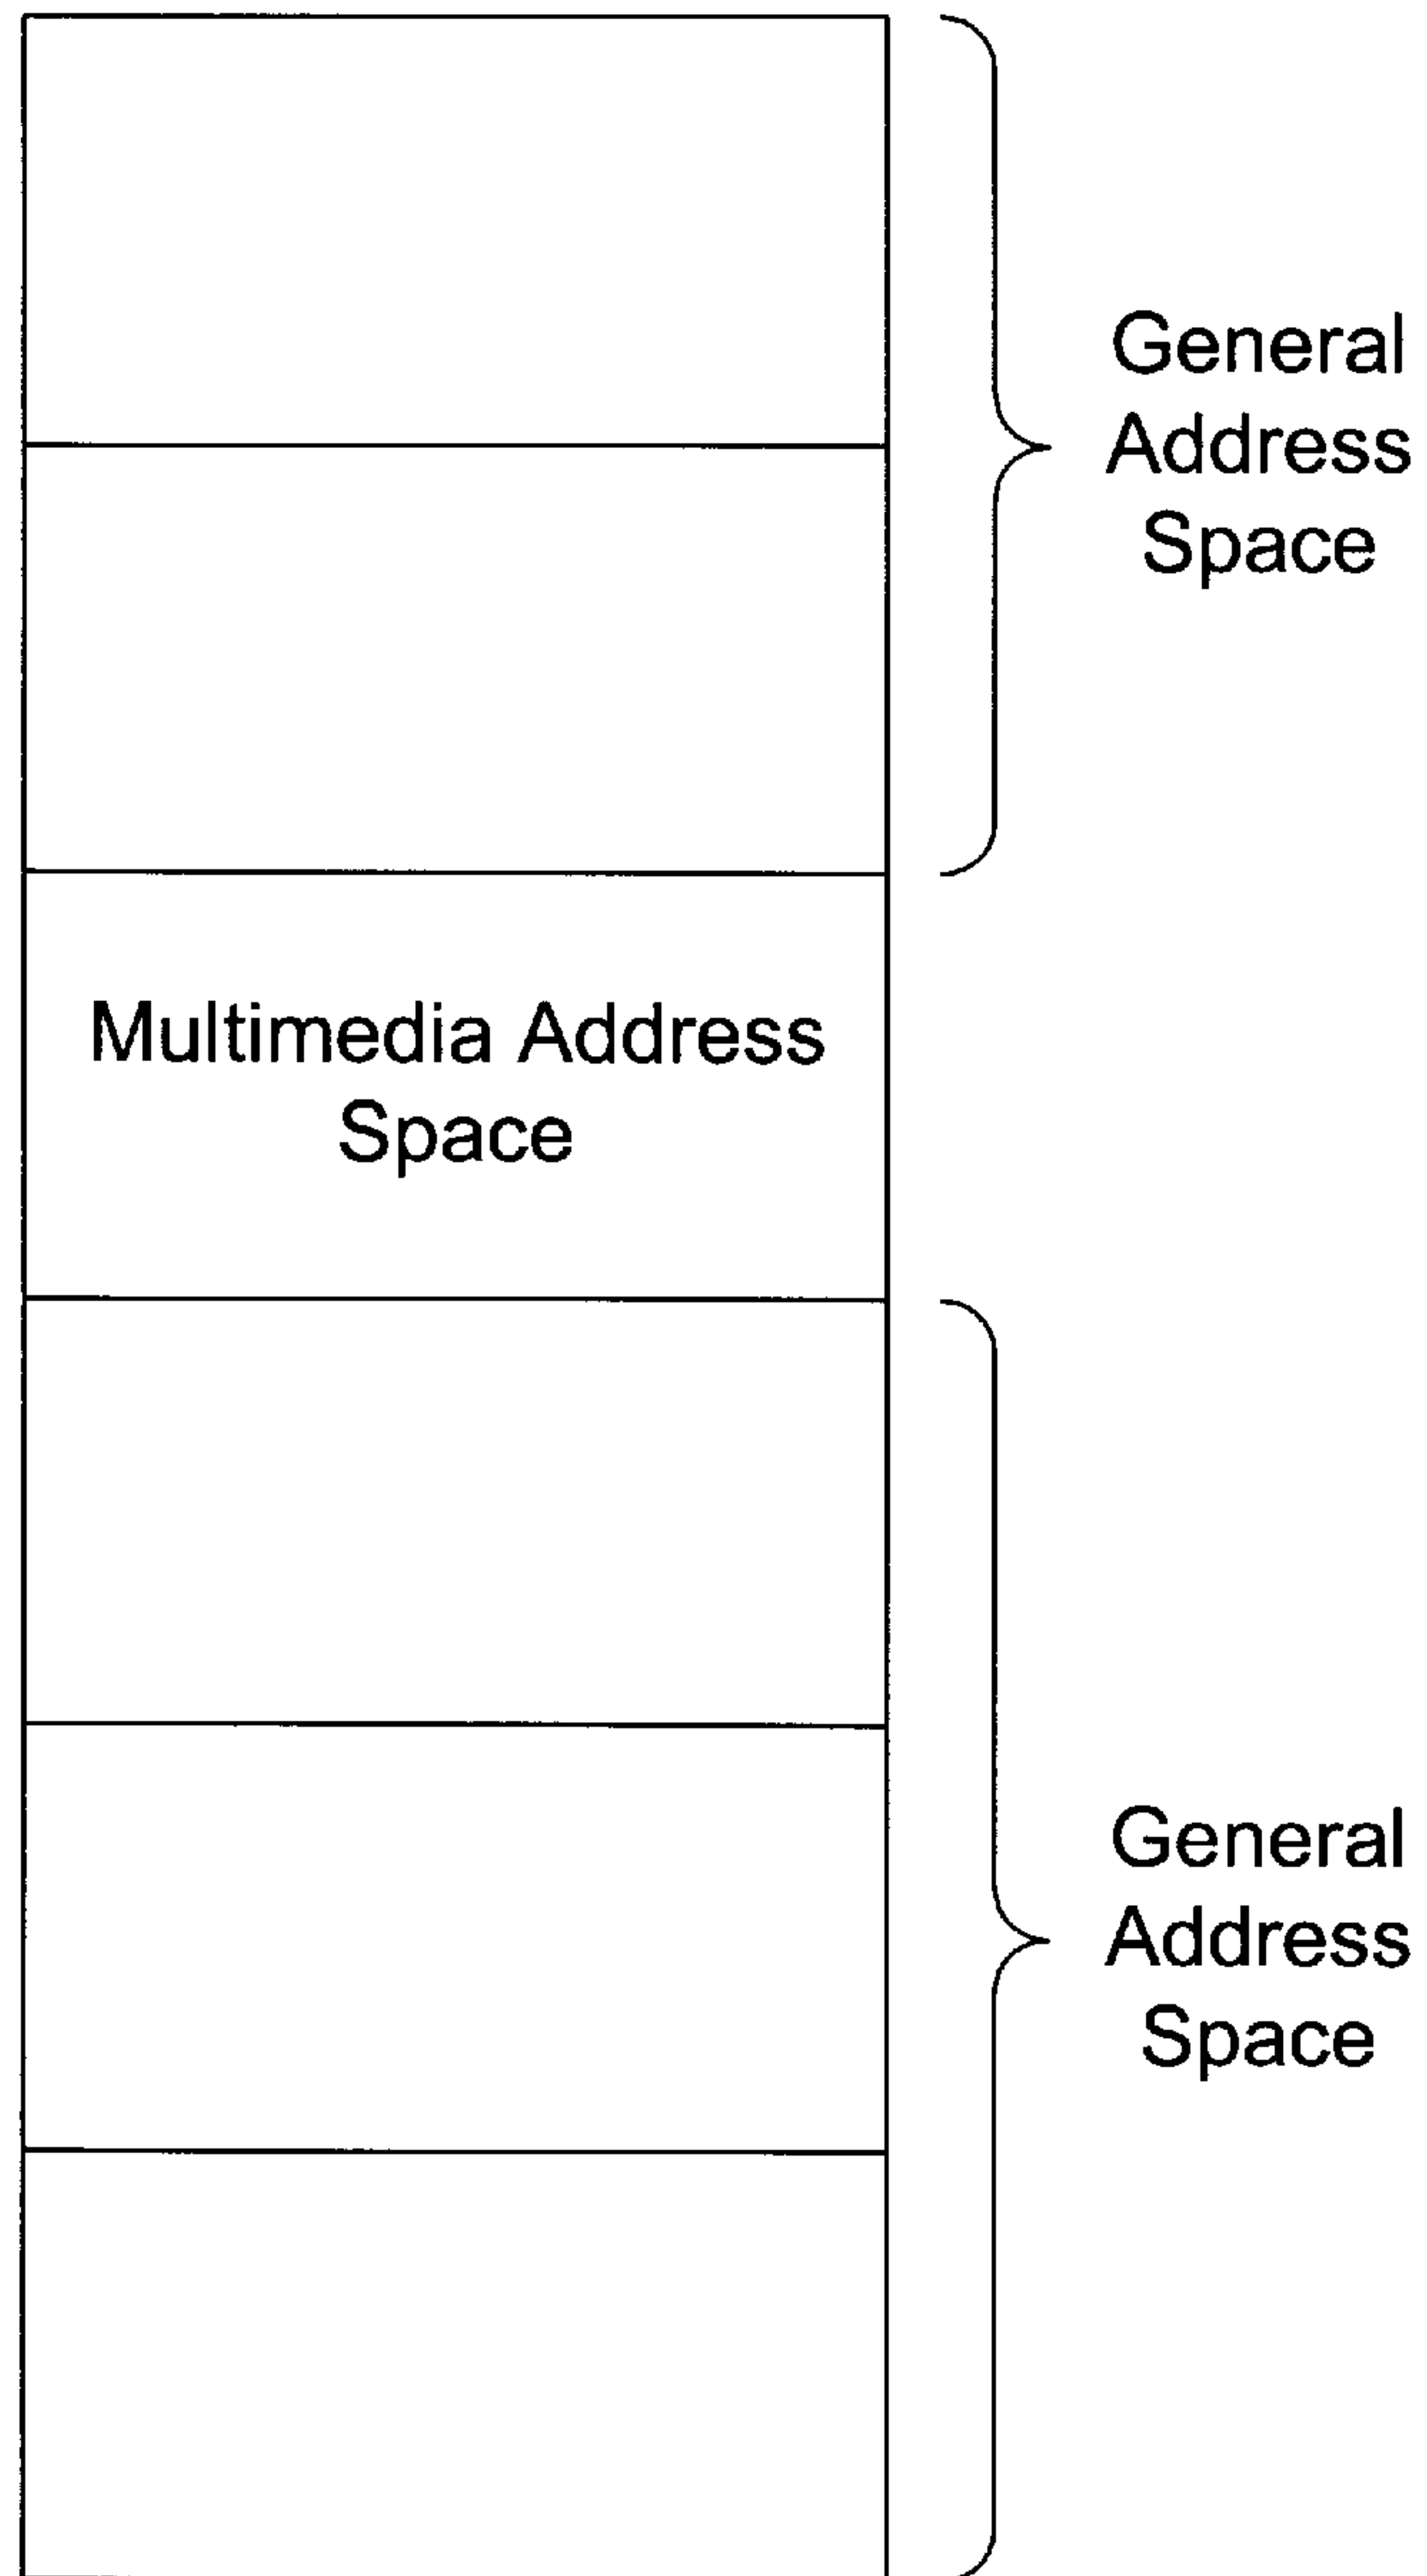 General
Address
Space
Multimedia Address
Space
General
Address
Space